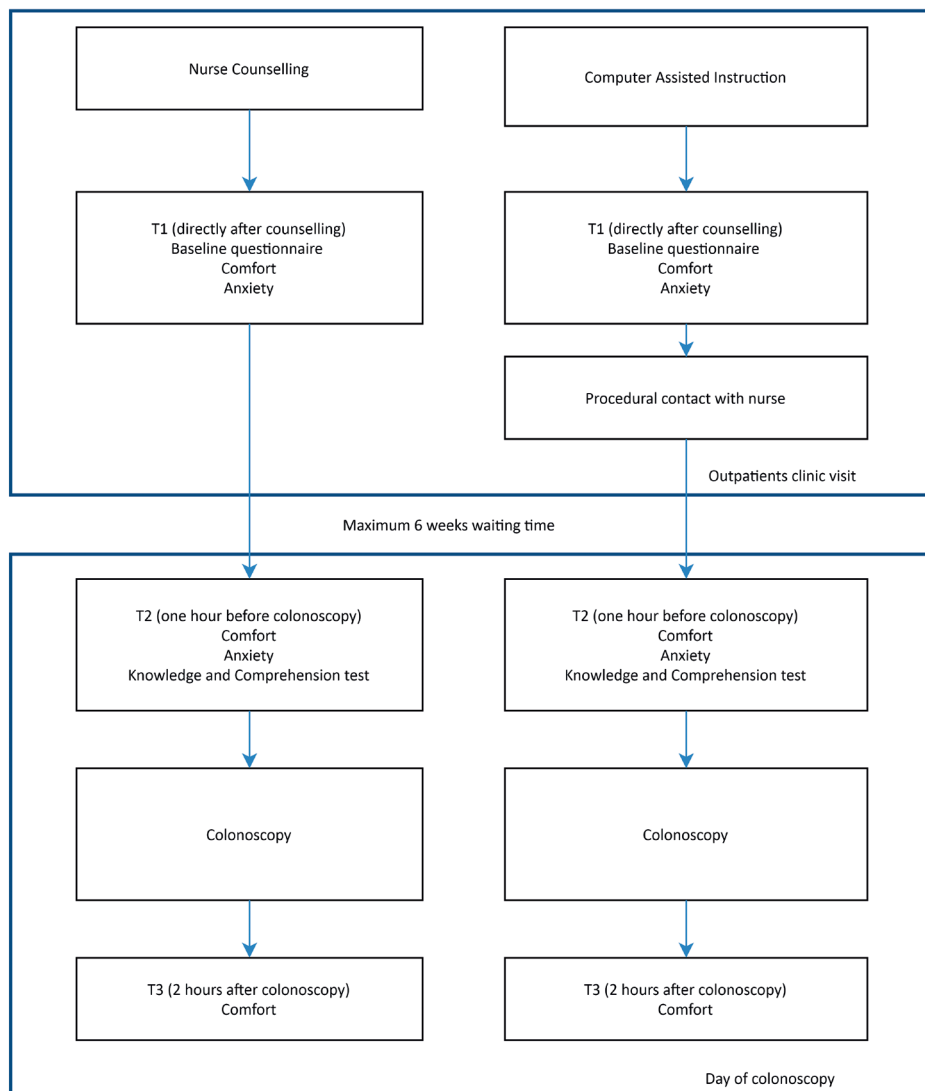 Nurse Counselling
Computer Assisted Instruction
T1 (directly after counselling)
Baseline questionnaire
Comfort
Anxiety
T1 (directly after counselling)
Baseline questionnaire
Comfort
Anxiety
Procedural contact with nurse
Outpatients clinic visit
Maximum 6 weeks waiting time
T2 (one hour before colonoscopy)
Comfort
Anxiety
Knowledge and Comprehension test
T2 (one hour before colonoscopy)
Comfort
Anxiety
Knowledge and Comprehension test
Colonoscopy
Colonoscopy
T3 (2 hours after colonoscopy)
Comfort
T3 (2 hours after colonoscopy)
Comfort
Day of colonoscopy